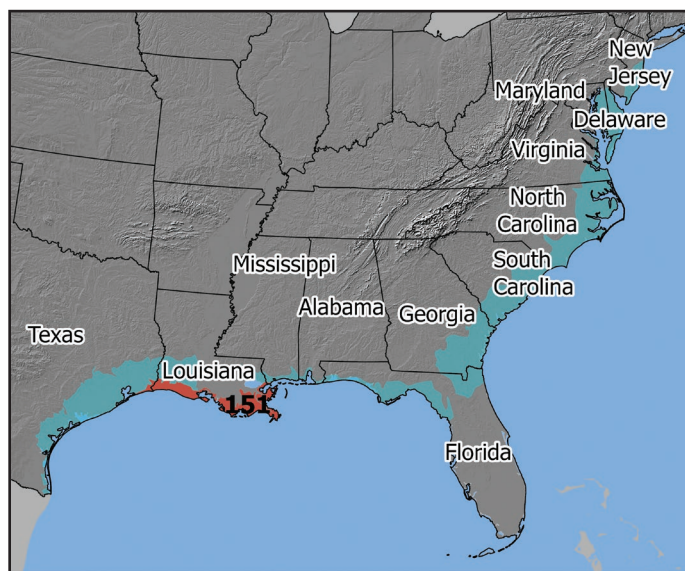 New
Jersey
Maryland
Delaware
Virginia
North
Carolina
Mississippi
South
Carolina
Alabama
Georgia
Texas
Louisiana
151
Florida